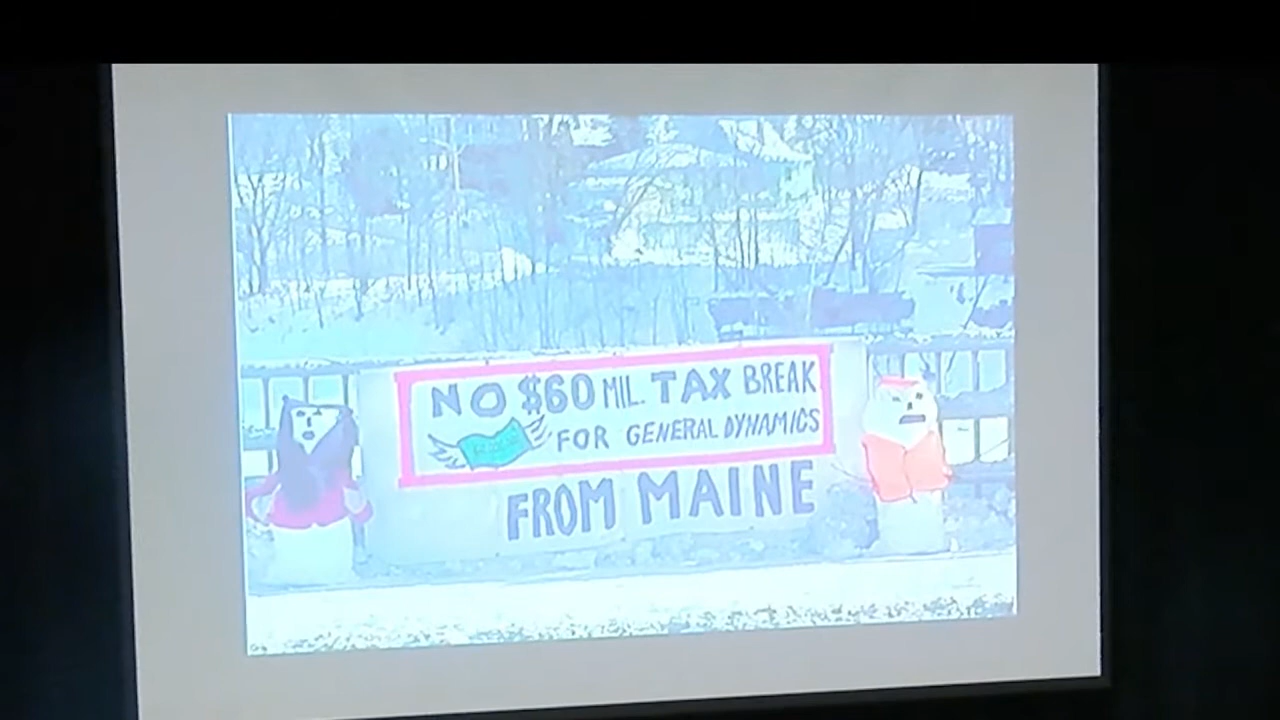 NO $60 MIL. TAX BREAK
FOR GENERAL DYNAMICS
FROM MAINE